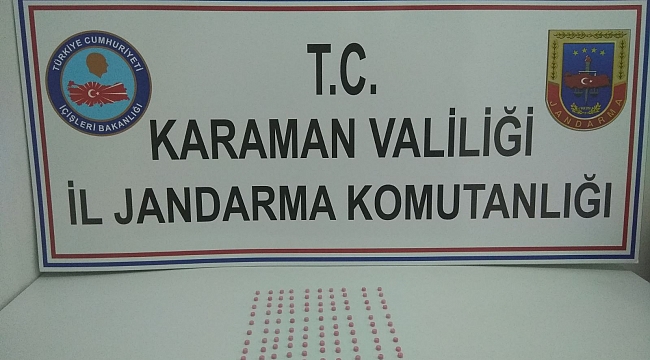 T.C.
KARAMAN VALİLİĞİ
İL JANDARMA KOMUTANLIĞI
TÜRKİYE CUMHURİYETİ
İÇİŞLERİ BAKANLIĞI
JANDARMA